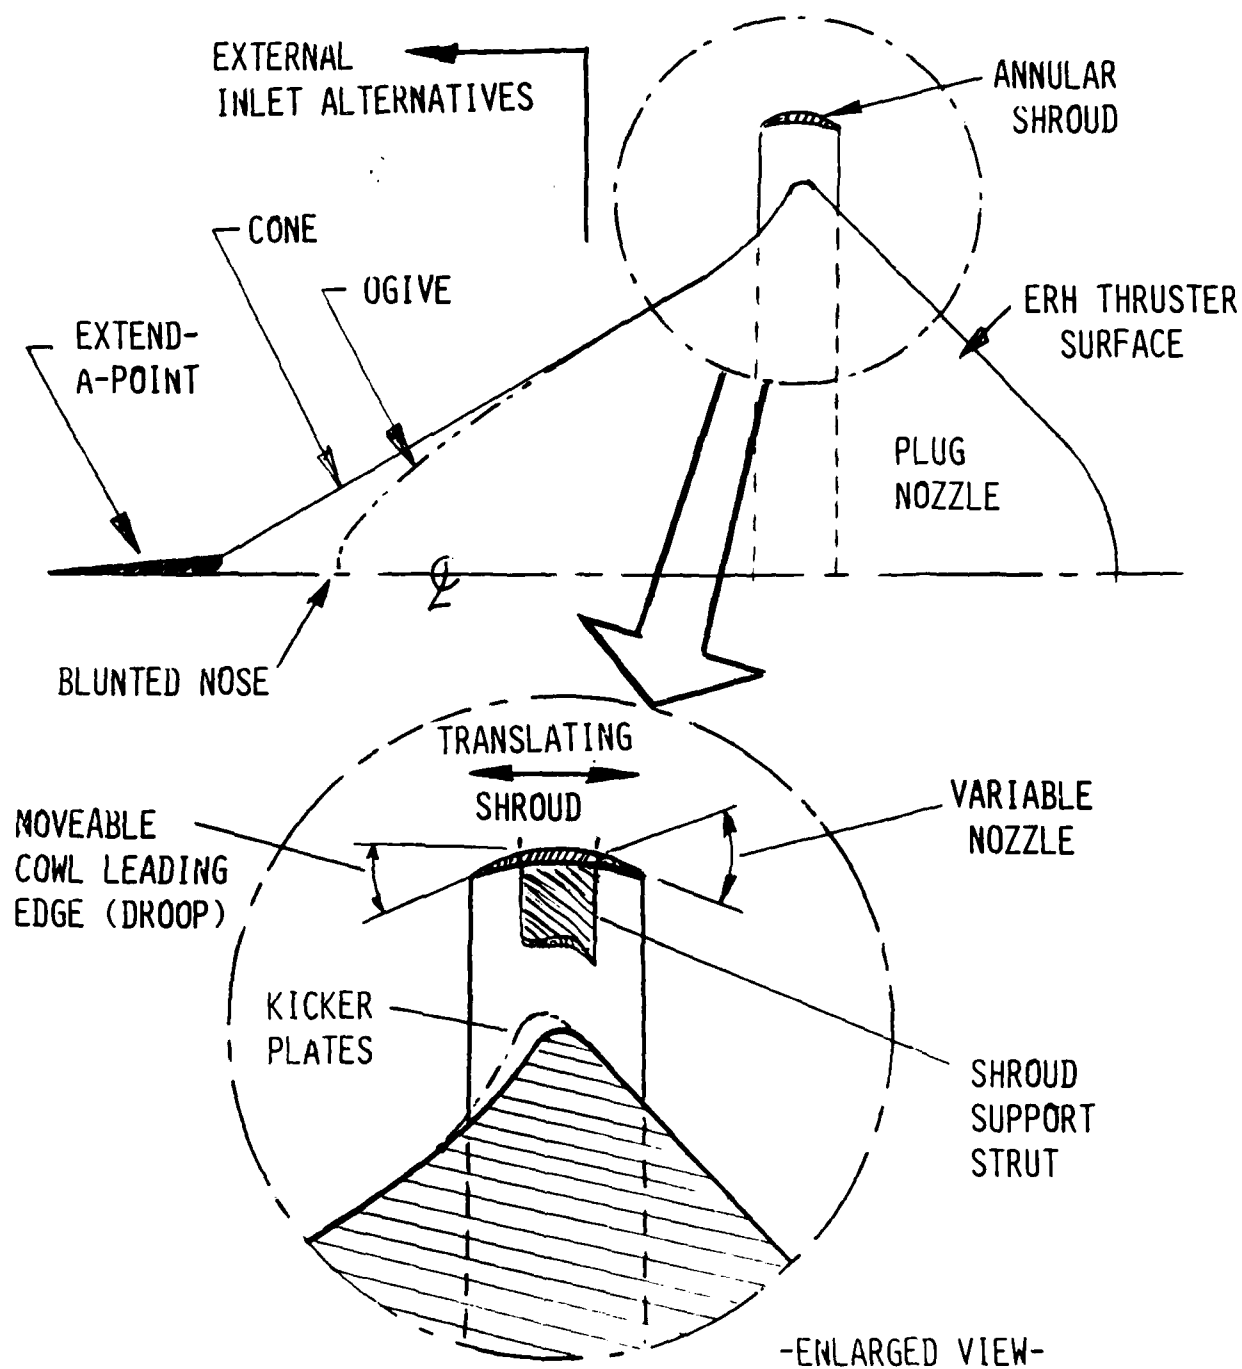 EXTERNAL
INLET ALTERNATIVES
ANNULAR
SHROUD
CONE
OGIVE
EXTEND-
A-POINT
ERH THRUSTER
SURFACE
PLUG
NOZZLE
℄
BLUNTED NOSE
TRANSLATING
SHROUD
MOVEABLE
COWL LEADING
EDGE (DROOP)
VARIABLE
NOZZLE
KICKER
PLATES
SHROUD
SUPPORT
STRUT
-ENLARGED VIEW-